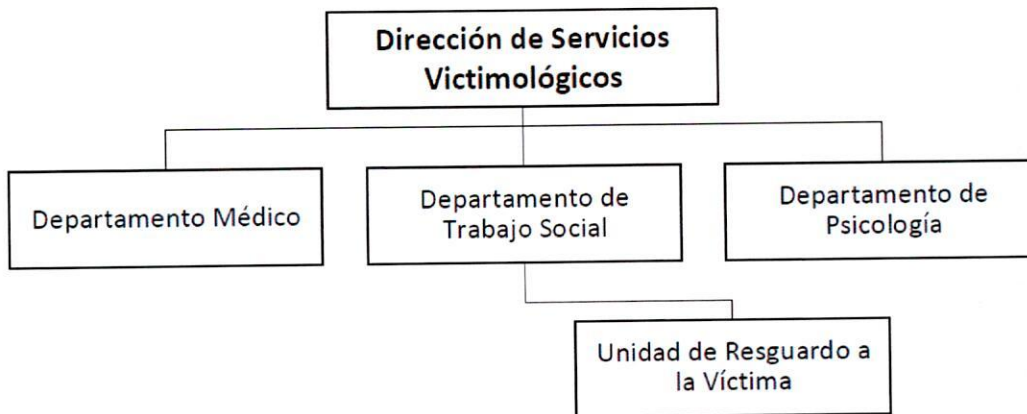 Dirección de Servicios
Victimológicos
Departamento Médico
Departamento de
Trabajo Social
Departamento de
Psicología
Unidad de Resguardo a
la Víctima